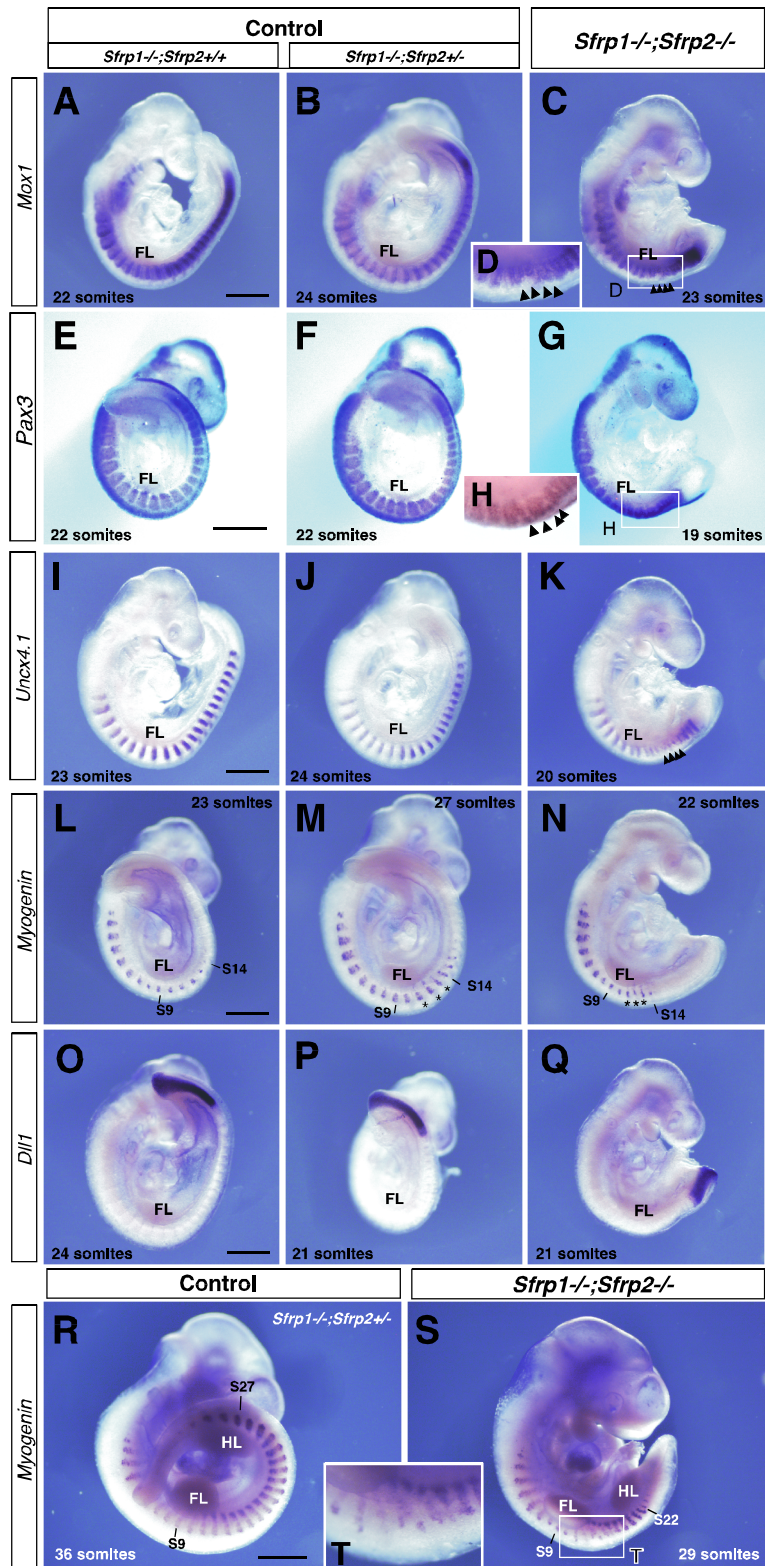 Control
Sfrp1-/-;Sfrp2-/-
Sfrp1-/-;Sfrp2+/+
Sfrp1-/-;Sfrp2+/-
Mox1
A
FL
22 somites
B
FL
24 somites
C
FL
D
23 somites
D
Pax3
E
FL
22 somites
F
FL
22 somites
G
FL
H
19 somites
H
Uncx4.1
I
FL
23 somites
J
FL
24 somites
K
FL
20 somites
Myogenin
L
23 somites
FL
S14
S9
M
27 somites
FL
S14
S9
* * *
N
22 somites
FL
S9
***
S14
Dll1
O
FL
24 somites
P
FL
21 somites
Q
FL
21 somites
Control
Sfrp1-/-;Sfrp2-/-
Myogenin
R
Sfrp1-/-;Sfrp2+/-
S27
HL
FL
S9
36 somites
T
S
FL
HL
S22
S9
T
29 somites